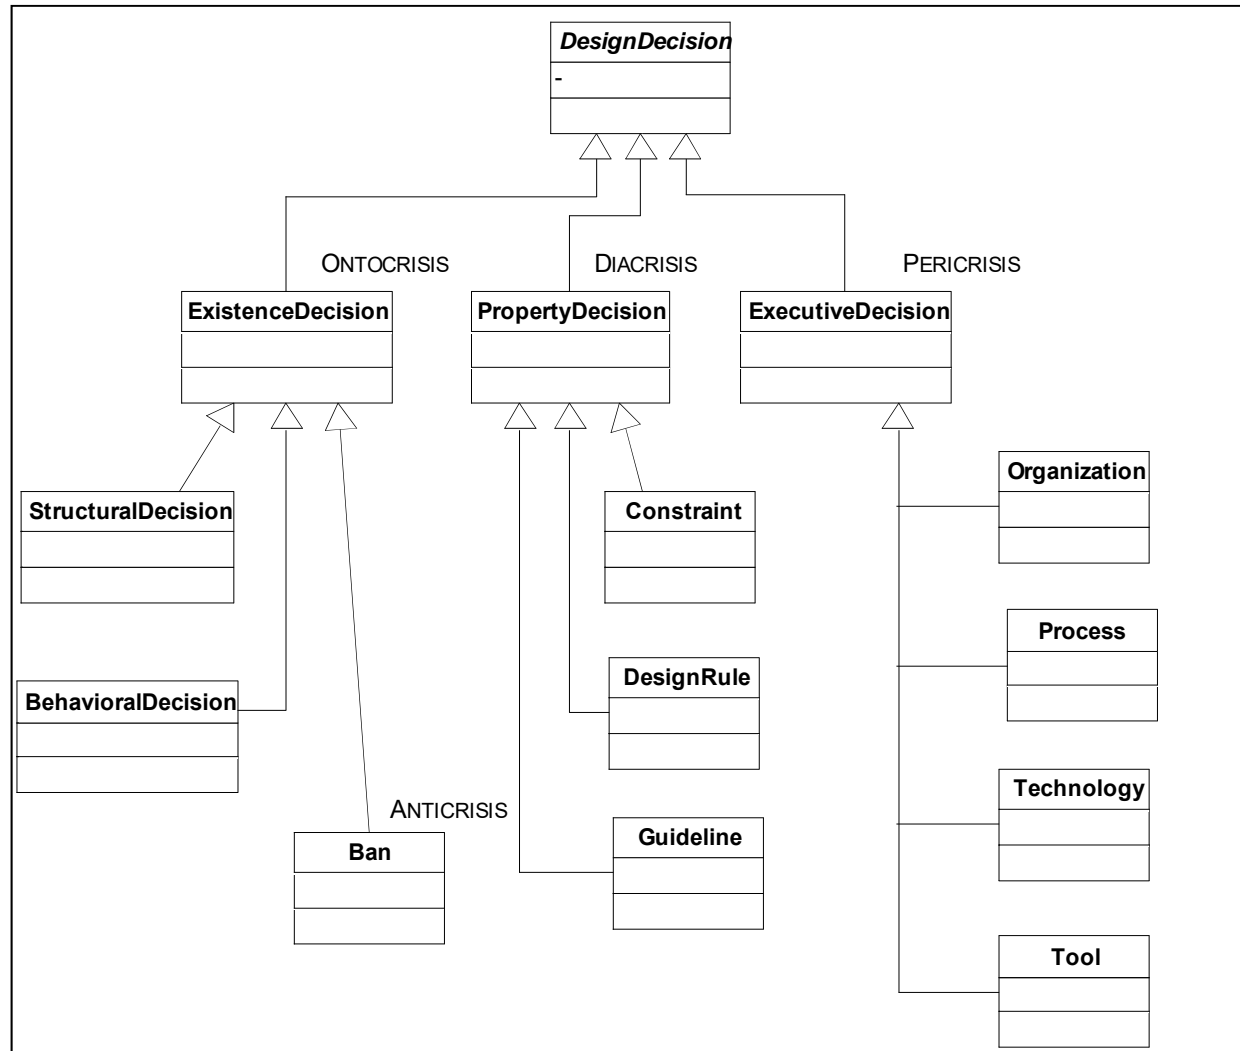 DesignDecision
-
ONTOCRISIS
DIACRISIS
PERICRISIS
ExistenceDecision
PropertyDecision
ExecutiveDecision
Organization
StructuralDecision
Constraint
Process
DesignRule
BehavioralDecision
Technology
ANTICRISIS
Guideline
Ban
Tool